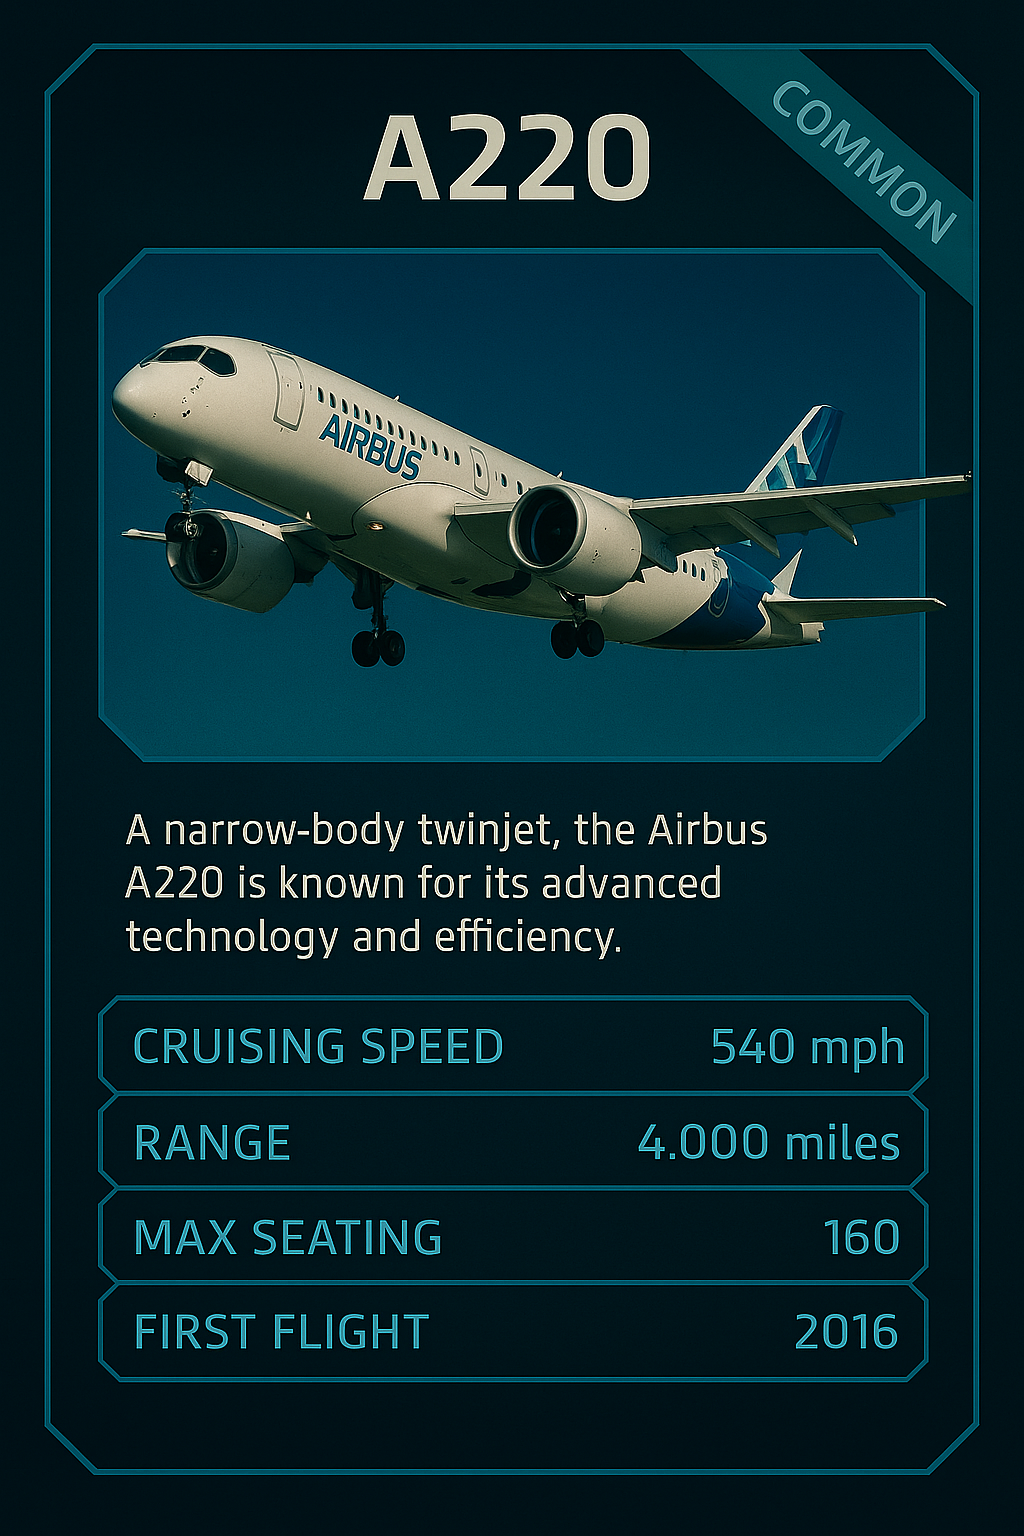 A220
COMMON
AIRBUS
A narrow-body twinjet, the Airbus
A220 is known for its advanced
technology and efficiency.
CRUISING SPEED 540 mph
RANGE 4.000 miles
MAX SEATING 160
FIRST FLIGHT 2016